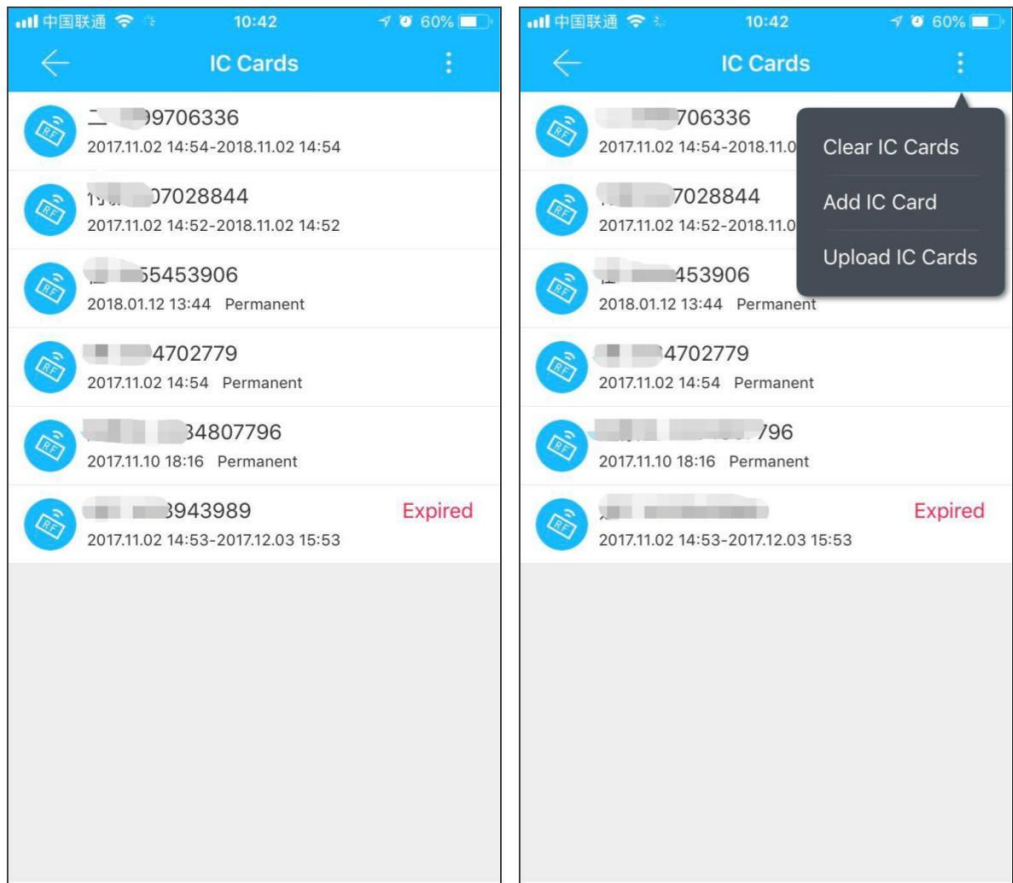 中国联通
10:42
60%
IC Cards
99706336
2017.11.02 14:54-2018.11.02 14:54
07028844
2017.11.02 14:52-2018.11.02 14:52
55453906
2018.01.12 13:44 Permanent
4702779
2017.11.02 14:54 Permanent
34807796
2017.11.10 18:16 Permanent
3943989
Expired
2017.11.02 14:53-2017.12.03 15:53
中国联通
10:42
60%
IC Cards
706336
2017.11.02 14:54-2018.11.0
7028844
2017.11.02 14:52-2018.11.0
453906
2018.01.12 13:44 Permanent
4702779
2017.11.02 14:54 Permanent
796
2017.11.10 18:16 Permanent
Expired
2017.11.02 14:53-2017.12.03 15:53
Clear IC Cards
Add IC Card
Upload IC Cards